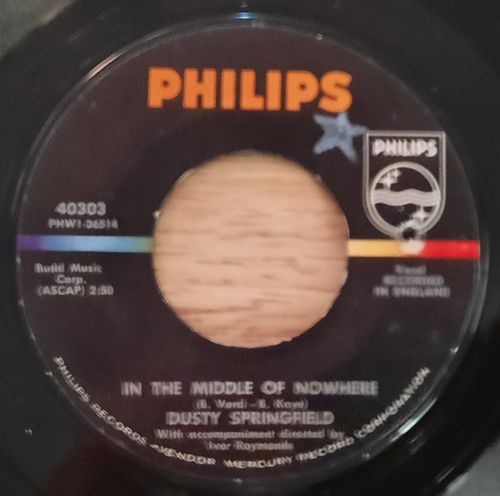 PHILIPS
PHILIPS
40303
PHW1-36514
Budd Music
Corp.
(ASCAP) 2:50
Vocal
RECORDED
IN ENGLAND
IN THE MIDDLE OF NOWHERE
(B. Verdi-B. Kaye)
DUSTY SPRINGFIELD
With accompaniment directed by
Ivor Raymonde
PHILIPS RECORDS VENDOR MERCURY RECORD CORPORATION